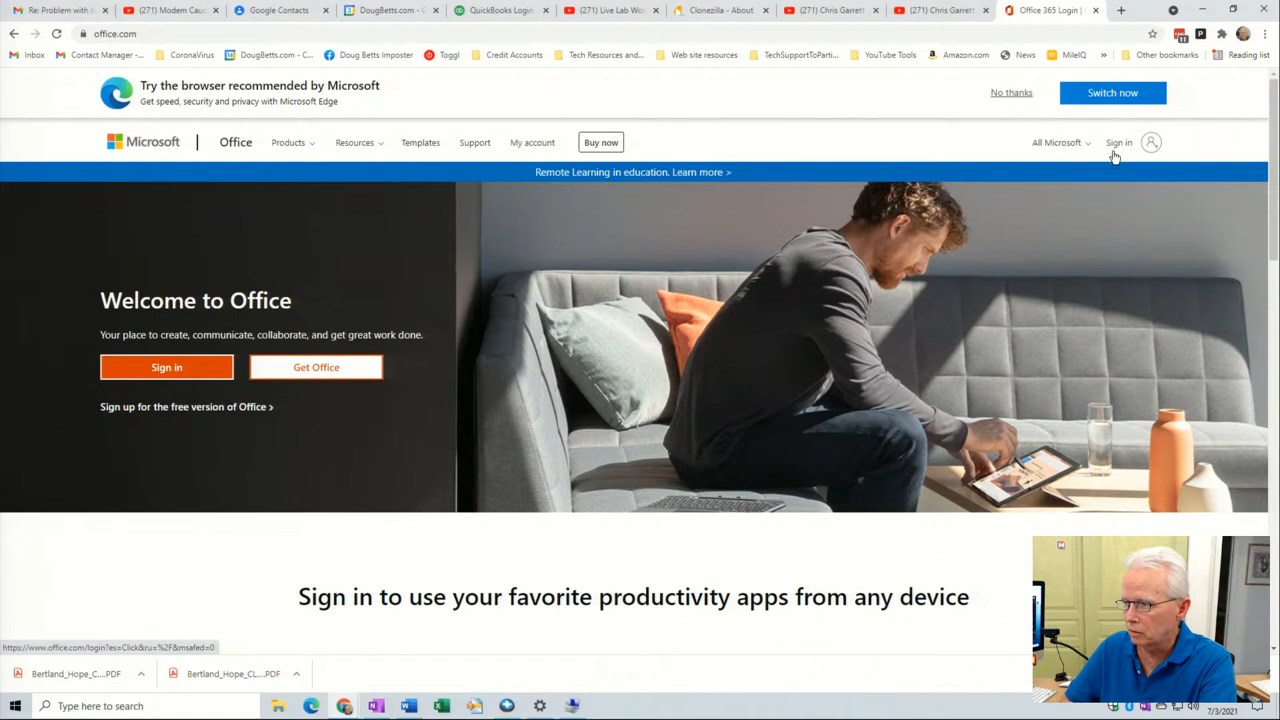 Re: Problem with In
(271) Modem Cau
Google Contacts
DougBetts.com - C
QuickBooks Login
(271) Live Lab Wo
Clonezilla - About
(271) Chris Garrett
(271) Chris Garrett
Office 365 Login |
office.com
11
Inbox
Contact Manager -...
CoronaVirus
DougBetts.com - C...
Doug Betts Imposter
Toggl
Credit Accounts
Tech Resources and...
Web site resources
TechSupportToParti...
YouTube Tools
Amazon.com
News
MileIQ
»
Other bookmarks
Reading list
Try the browser recommended by Microsoft
Get speed, security and privacy with Microsoft Edge
No thanks
Switch now
Microsoft
Office
Products
Resources
Templates
Support
My account
Buy now
All Microsoft
Sign in
Remote Learning in education. Learn more >
Welcome to Office
Your place to create, communicate, collaborate, and get great work done.
Sign in
Get Office
Sign up for the free version of Office >
Sign in to use your favorite productivity apps from any device
https://www.office.com/login?es=Click&ru=%2F&msafed=0
Bertland_Hope_C....PDF
Bertland_Hope_CL....PDF
Type here to search
7/3/2021